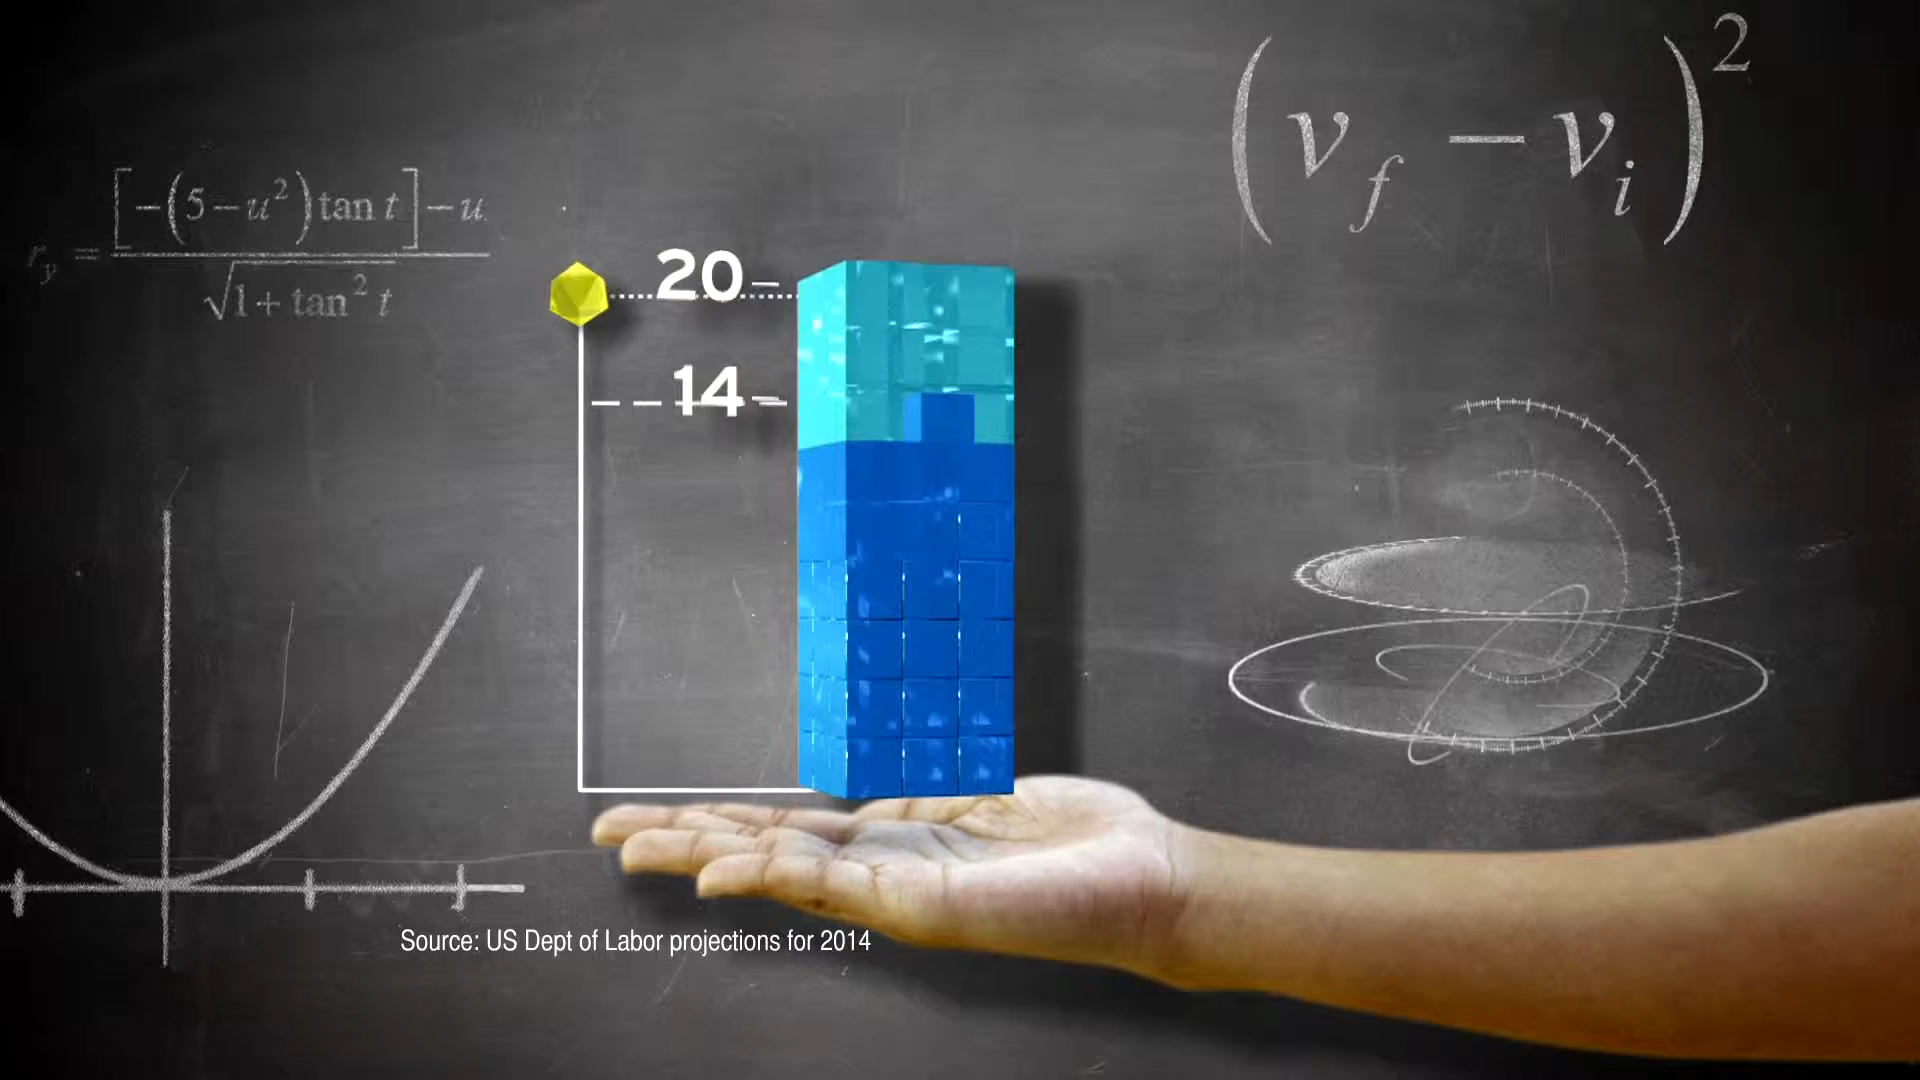 (v_f − v_i)²
r_y = [−(5−u²)tan t]−u
√1+tan² t
20
14
Source: US Dept of Labor projections for 2014